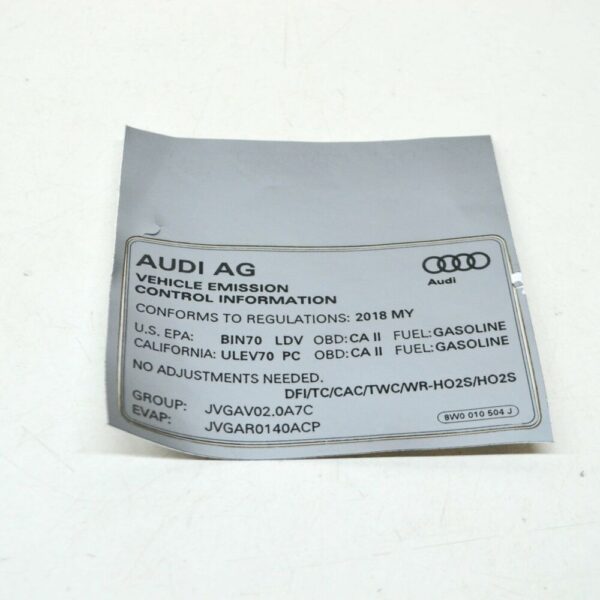 AUDI AG
Audi
VEHICLE EMISSION
CONTROL INFORMATION
CONFORMS TO REGULATIONS: 2018 MY
U.S. EPA: BIN70 LDV OBD:CA II FUEL:GASOLINE
CALIFORNIA: ULEV70 PC OBD:CA II FUEL:GASOLINE
NO ADJUSTMENTS NEEDED.
DFI/TC/CAC/TWC/WR-HO2S/HO2S
GROUP: JVGAV02.0A7C
EVAP: JVGAR0140ACP
8W0 010 504 J